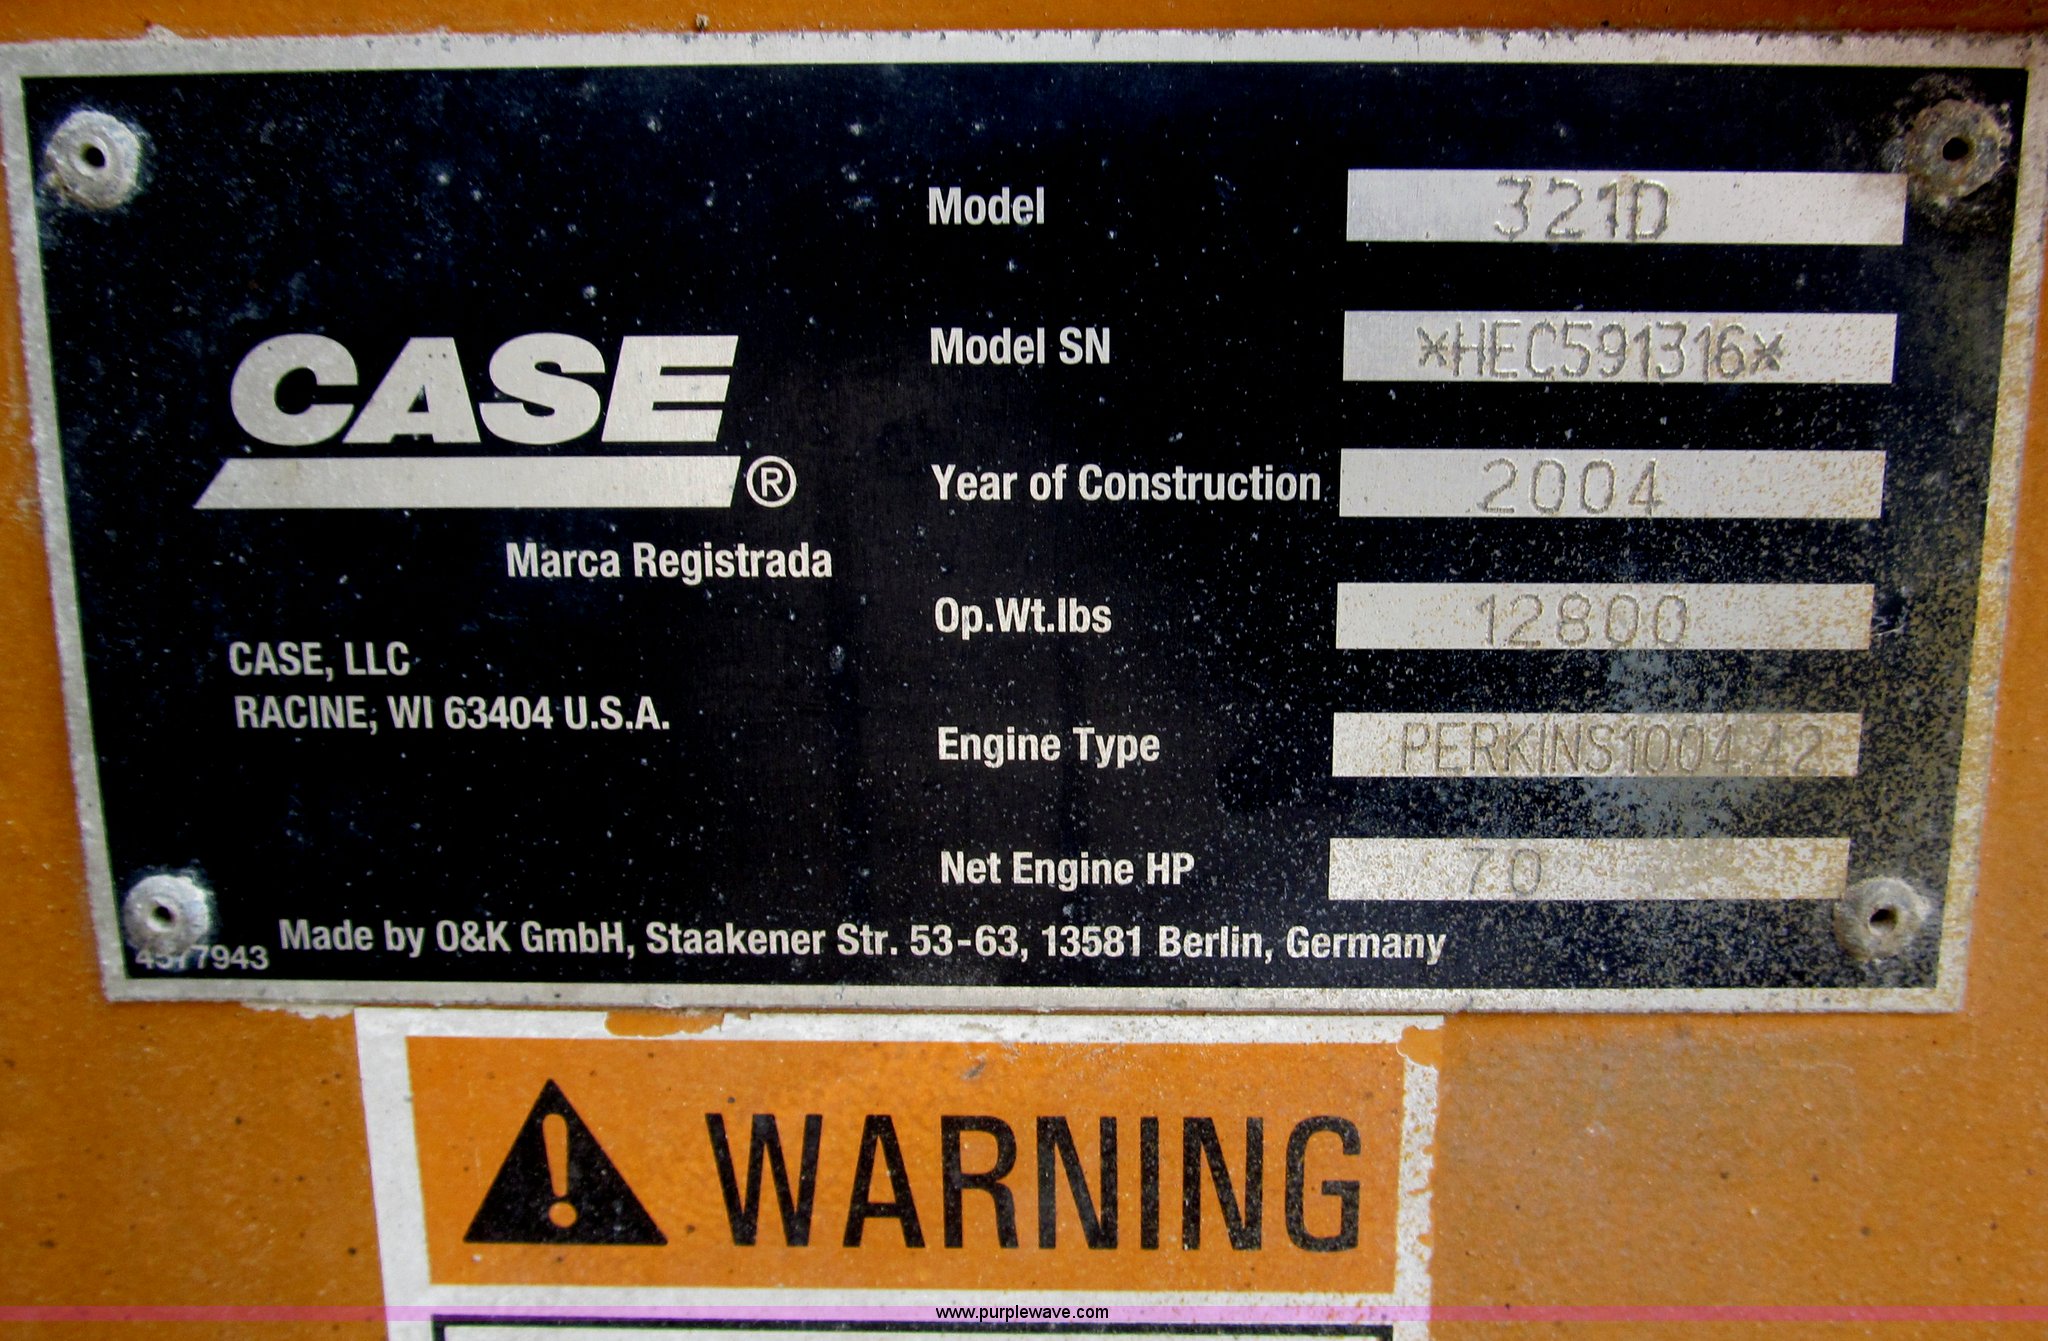 Model 321D
Model SN *HEC591316*
CASE ®
Year of Construction 2004
Marca Registrada
Op.Wt.lbs 12800
CASE, LLC
RACINE, WI 63404 U.S.A.
Engine Type PERKINS1004.42
Net Engine HP 70
Made by O&K GmbH, Staakener Str. 53-63, 13581 Berlin, Germany
WARNING
www.purplewave.com